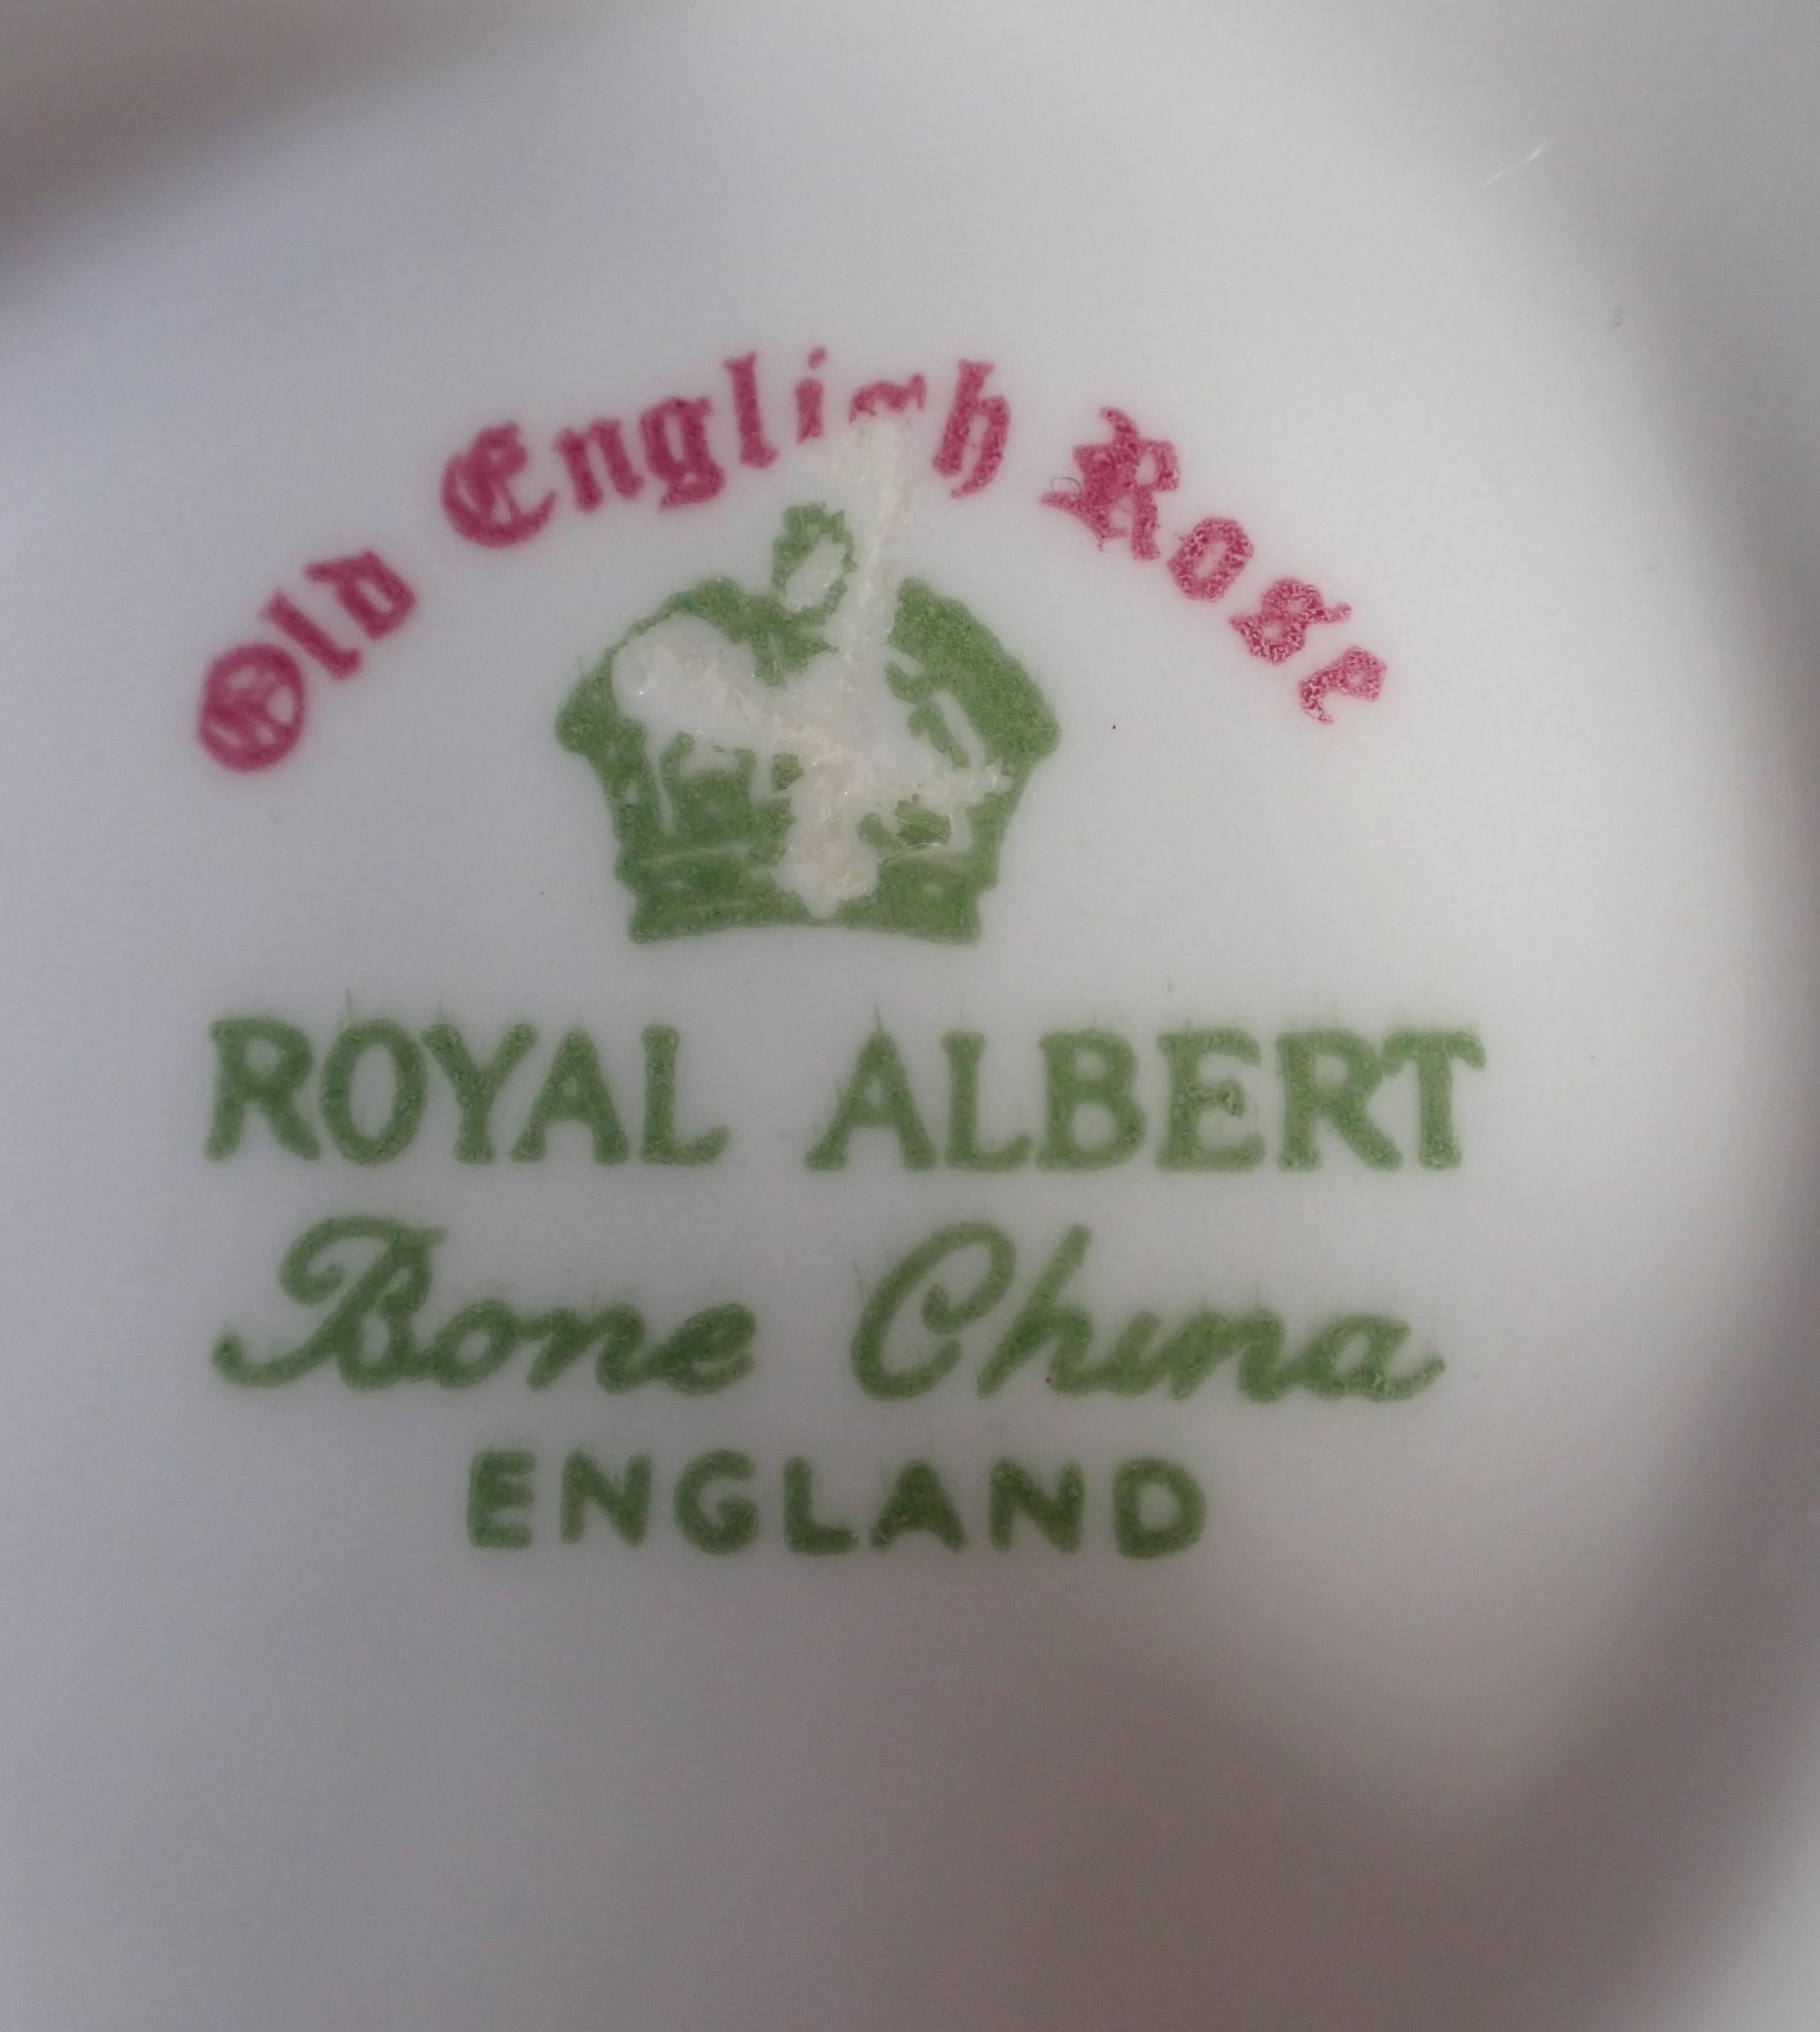 Old English Rose
ROYAL ALBERT
Bone China
ENGLAND